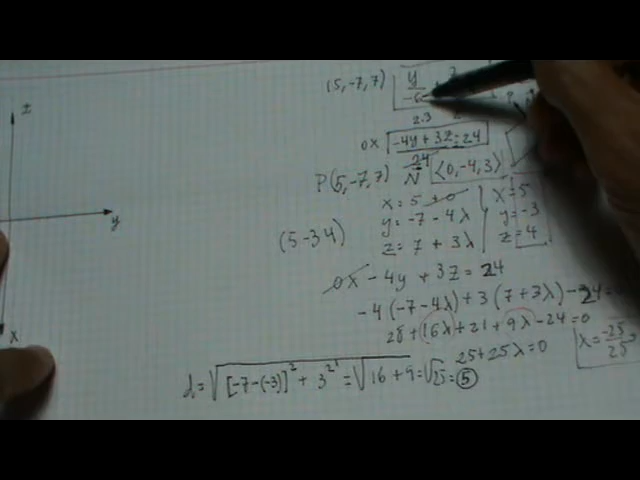 z
(5,-7,7) y/-6 +
2·3
0x -4y + 3z = 24
24
P(5,-7,7) N⃗ ⟨0,-4,3⟩
x = 5 + 0 x = 5
y = -7 - 4λ y = -3
z = 7 + 3λ z = 4
y
(5 -3 4)
0x - 4y + 3z = 24
-4(-7-4λ) + 3(7+3λ) - 24 = 0
28 + 16λ + 21 + 9λ - 24 = 0
x
25 + 25λ = 0 λ = -25/25
d = √[-7-(-3)]² + 3² = √16 + 9 = √25 = 5